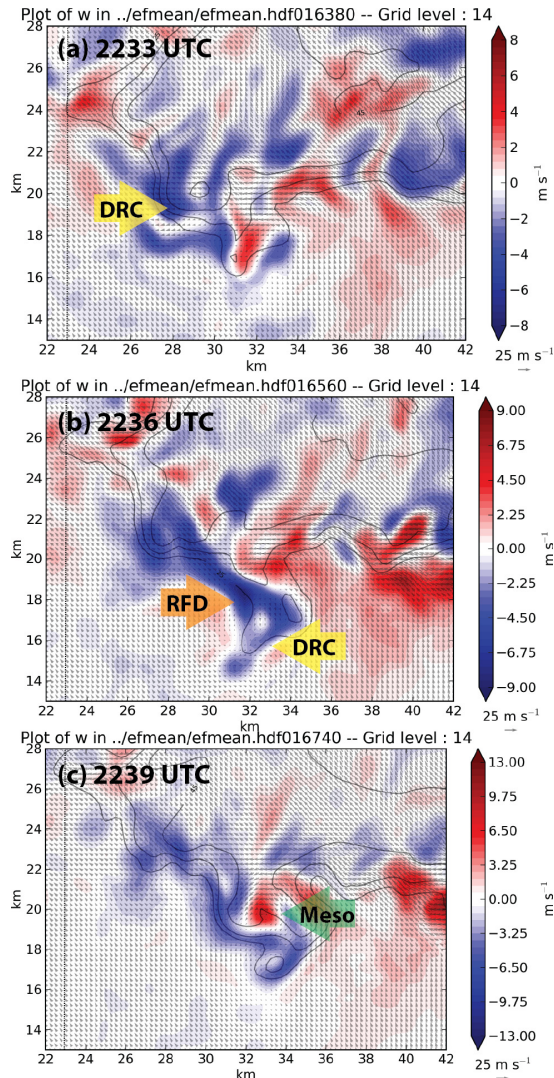 Plot of w in ../efmean/efmean.hdf016380 -- Grid level : 14
(a) 2233 UTC
28
26
24
22
20
18
16
14
km
DRC
45
22 24 26 28 30 32 34 36 38 40 42
km
8
6
4
2
0
−2
−4
−6
−8
m s⁻¹
25 m s⁻¹
Plot of w in ../efmean/efmean.hdf016560 -- Grid level : 14
(b) 2236 UTC
28
26
24
22
20
18
16
14
km
RFD
DRC
22 24 26 28 30 32 34 36 38 40 42
km
9.00
6.75
4.50
2.25
0.00
−2.25
−4.50
−6.75
−9.00
m s⁻¹
25 m s⁻¹
Plot of w in ../efmean/efmean.hdf016740 -- Grid level : 14
(c) 2239 UTC
28
26
24
22
20
18
16
14
km
Meso
22 24 26 28 30 32 34 36 38 40 42
km
13.00
9.75
6.50
3.25
0.00
−3.25
−6.50
−9.75
−13.00
m s⁻¹
25 m s⁻¹